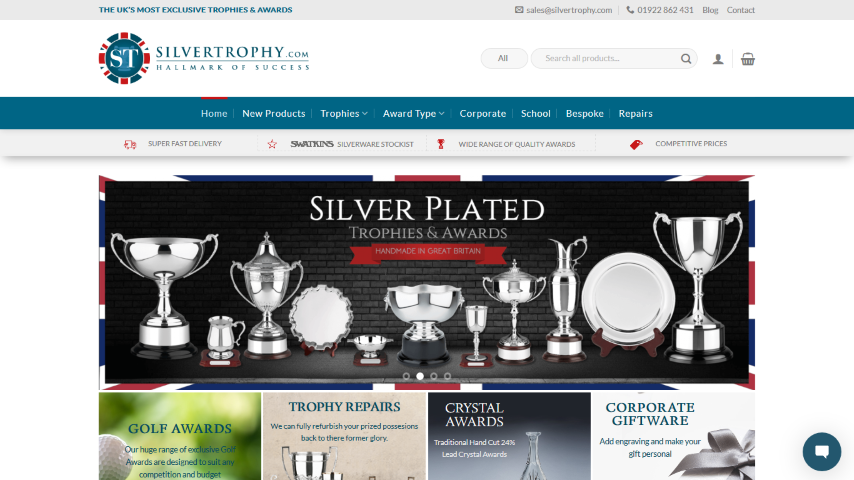 THE UK'S MOST EXCLUSIVE TROPHIES & AWARDS
sales@silvertrophy.com
01922 862 431
Blog
Contact
ST
SILVERTROPHY.COM
HALLMARK OF SUCCESS
All
Search all products...
Home
New Products
Trophies
Award Type
Corporate
School
Bespoke
Repairs
SUPER FAST DELIVERY
SWATKINS SILVERWARE STOCKIST
WIDE RANGE OF QUALITY AWARDS
COMPETITIVE PRICES
SILVER PLATED
TROPHIES & AWARDS
HANDMADE IN GREAT BRITAIN
GOLF AWARDS
Our huge range of exclusive Golf
Awards are designed to suit any
competition and budget
TROPHY REPAIRS
We can fully refurbish your prized possesions
back to there former glory.
CRYSTAL
AWARDS
Traditional Hand Cut 24%
Lead Crystal Awards
CORPORATE
GIFTWARE
Add engraving and make your
gift personal